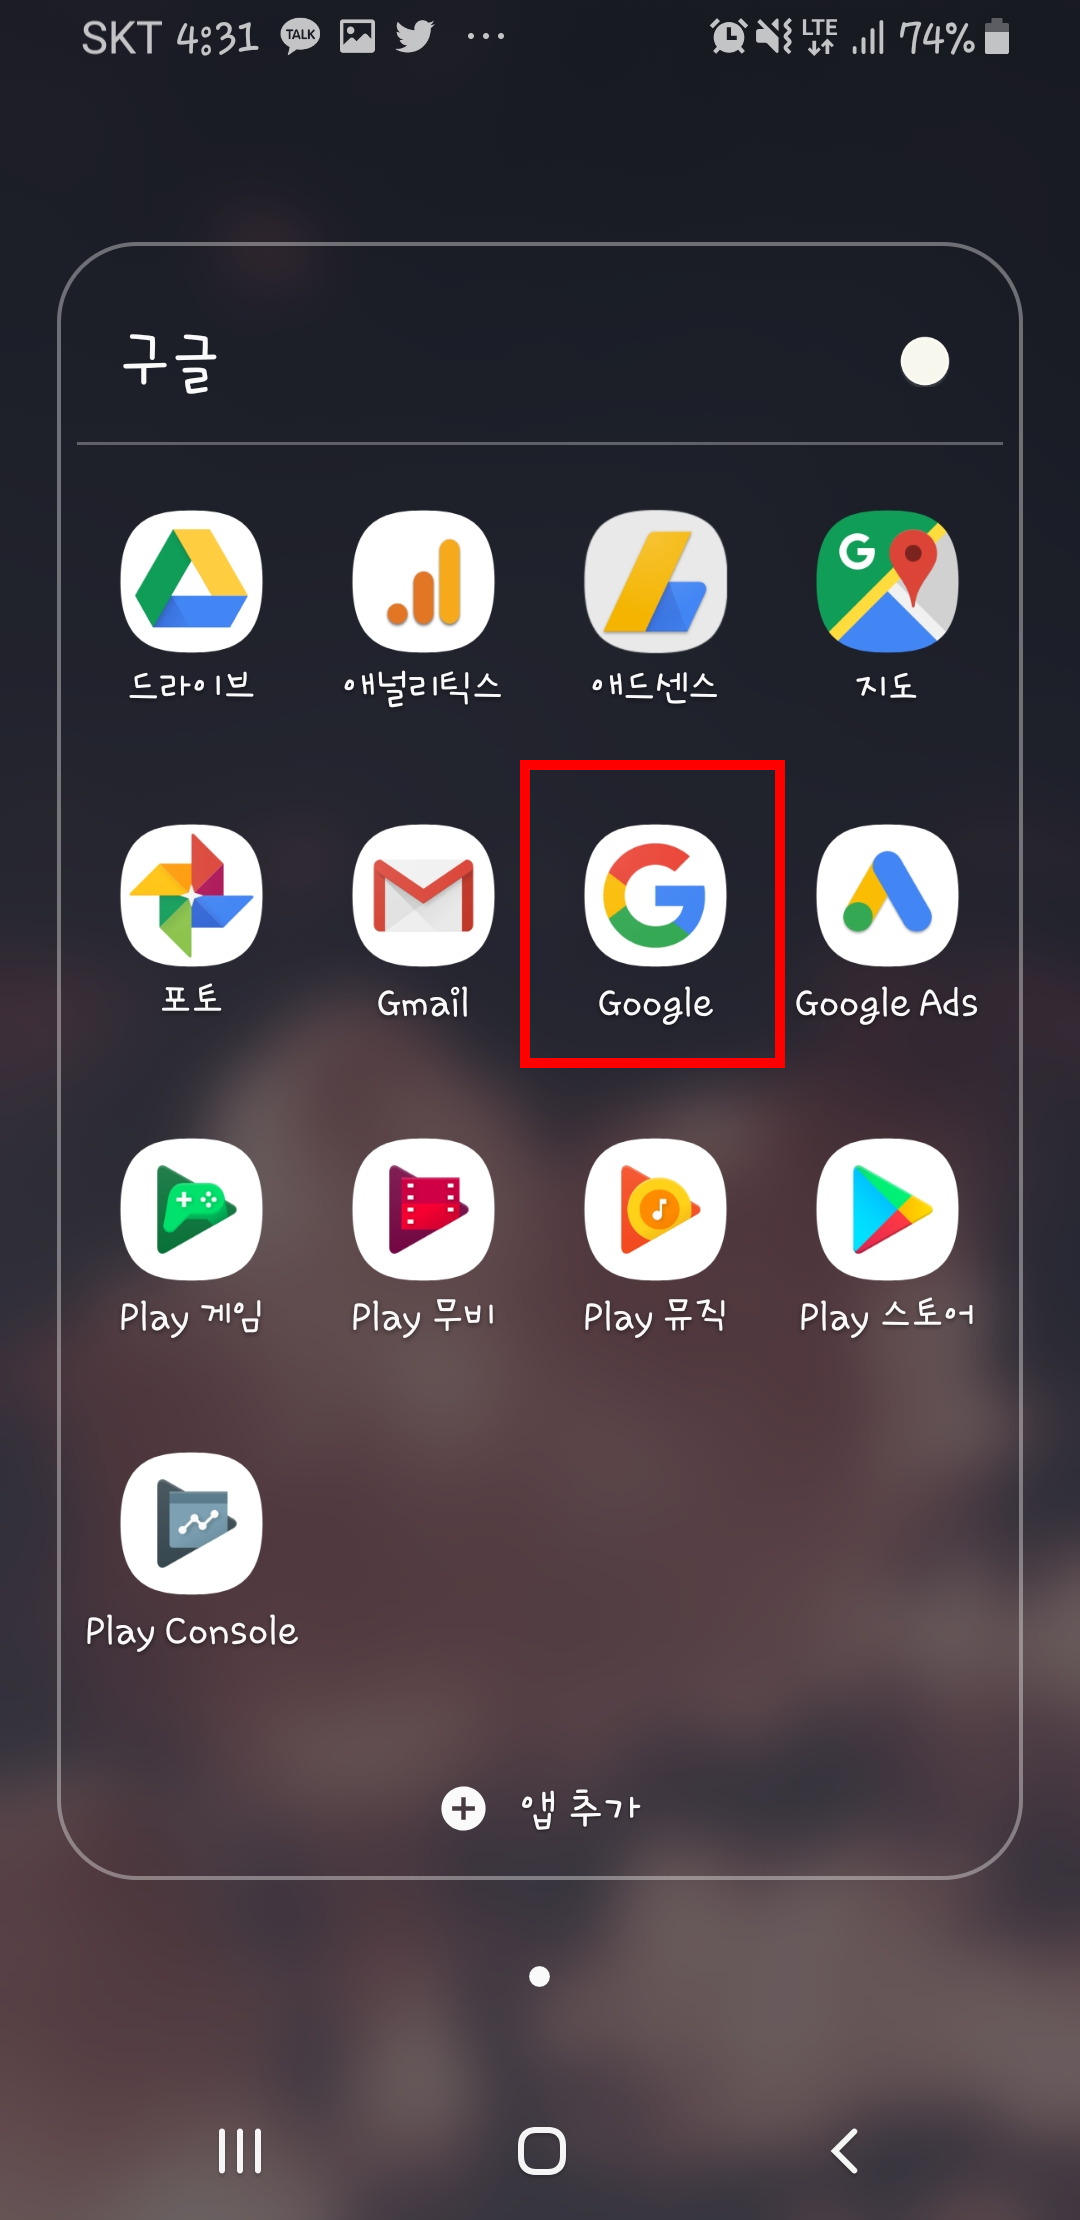 SKT 4:31 TALK LTE 74%
구글
G
드라이브 애널리틱스 애드센스 지도
포토 Gmail Google Google Ads
Play 게임 Play 무비 Play 뮤직 Play 스토어
Play Console
앱 추가